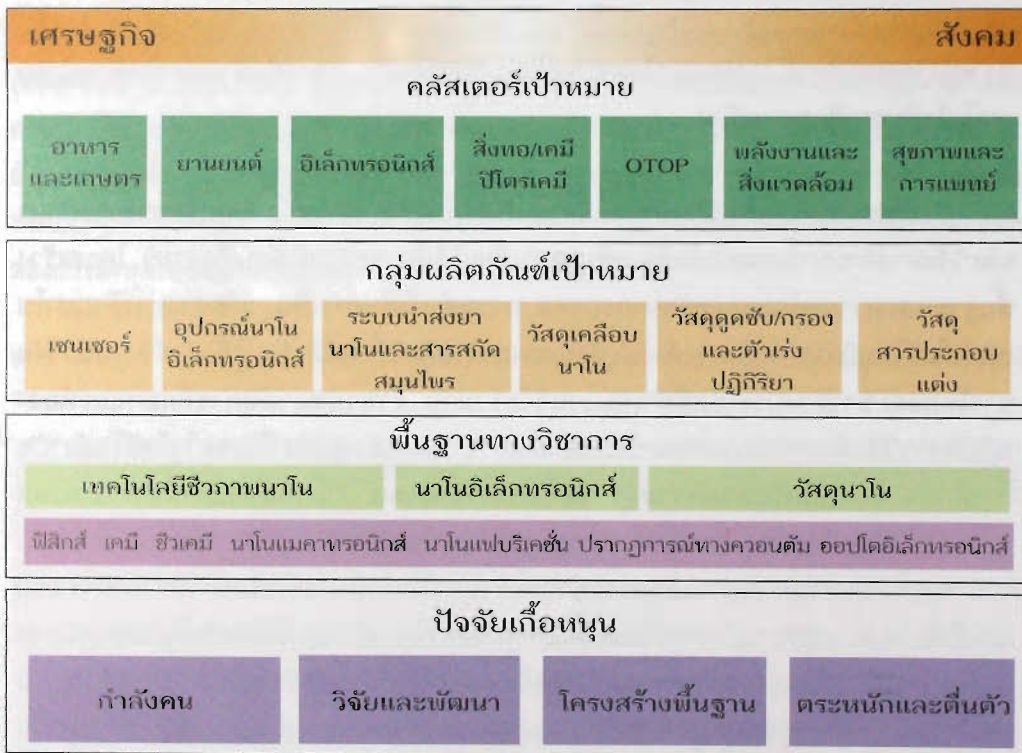 เศรษฐกิจ สังคม
คลัสเตอร์เป้าหมาย
อาหาร
และเกษตร
ยานยนต์
อิเล็กทรอนิกส์
สิ่งทอ/เคมี
ปิโตรเคมี
OTOP
พลังงานและ
สิ่งแวดล้อม
สุขภาพและ
การแพทย์
กลุ่มผลิตภัณฑ์เป้าหมาย
เซนเซอร์
อุปกรณ์นาโน
อิเล็กทรอนิกส์
ระบบนำส่งยา
นาโนและสารสกัด
สมุนไพร
วัสดุเคลือบ
นาโน
วัสดุดูดซับ/กรอง
และตัวเร่ง
ปฏิกิริยา
วัสดุ
สารประกอบ
แต่ง
พื้นฐานทางวิชาการ
เทคโนโลยีชีวภาพนาโน นาโนอิเล็กทรอนิกส์ วัสดุนาโน
ฟิสิกส์ เคมี ชีวเคมี นาโนแมคาทรอนิกส์ นาโนแฟบริเคชั่น ปรากฏการณ์ทางควอนตัม ออปโตอิเล็กทรอนิกส์
ปัจจัยเกื้อหนุน
กำลังคน วิจัยและพัฒนา โครงสร้างพื้นฐาน ตระหนักและตื่นตัว